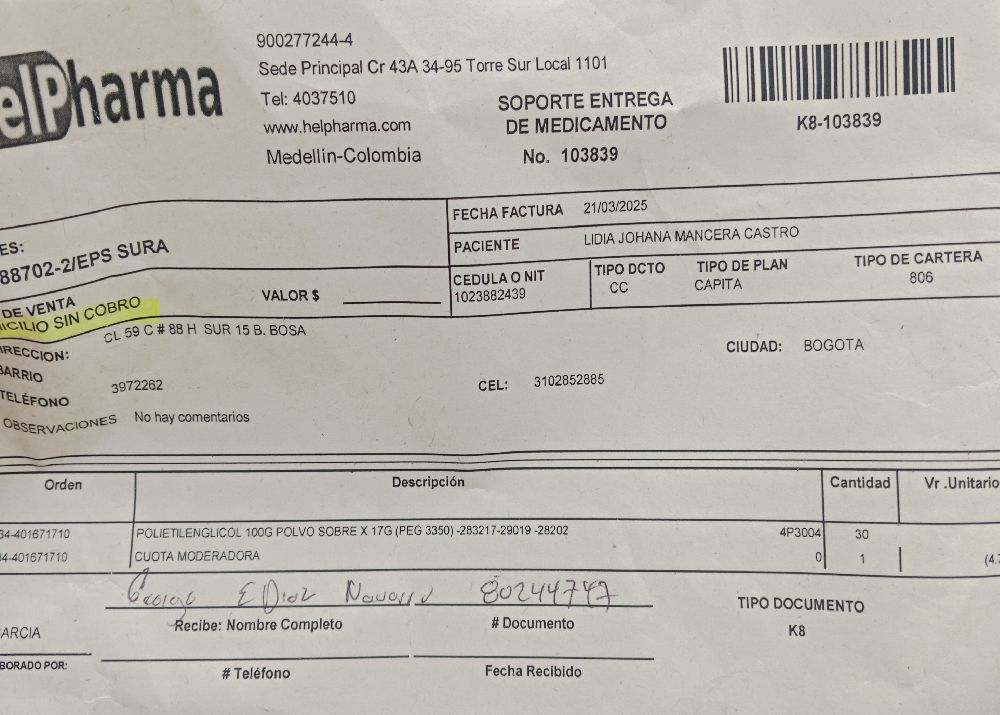 elPharma
900277244-4
Sede Principal Cr 43A 34-95 Torre Sur Local 1101
Tel: 4037510
www.helpharma.com
Medellin-Colombia
SOPORTE ENTREGA
DE MEDICAMENTO
No. 103839
K8-103839
ES:
88702-2/EPS SURA
FECHA FACTURA 21/03/2025
PACIENTE LIDIA JOHANA MANCERA CASTRO
CEDULA O NIT TIPO DCTO TIPO DE PLAN TIPO DE CARTERA
1023882439 CC CAPITA 806
DE VENTA VALOR $
ICILIO SIN COBRO
IRECCION: CL 59 C # 88 H SUR 15 B. BOSA
CIUDAD: BOGOTA
BARRIO
TELÉFONO 3972262 CEL: 3102852885
OBSERVACIONES No hay comentarios
Orden Descripción Cantidad Vr .Unitario
34-401671710 POLIETILENGLICOL 100G POLVO SOBRE X 17G (PEG 3350) -283217-29019 -28202 4P3004 30
34-401671710 CUOTA MODERADORA 0 1 (4.
E Diaz Navarro 80244747
Recibe: Nombre Completo # Documento
TIPO DOCUMENTO
K8
ARCIA
BORADO POR:
# Teléfono Fecha Recibido